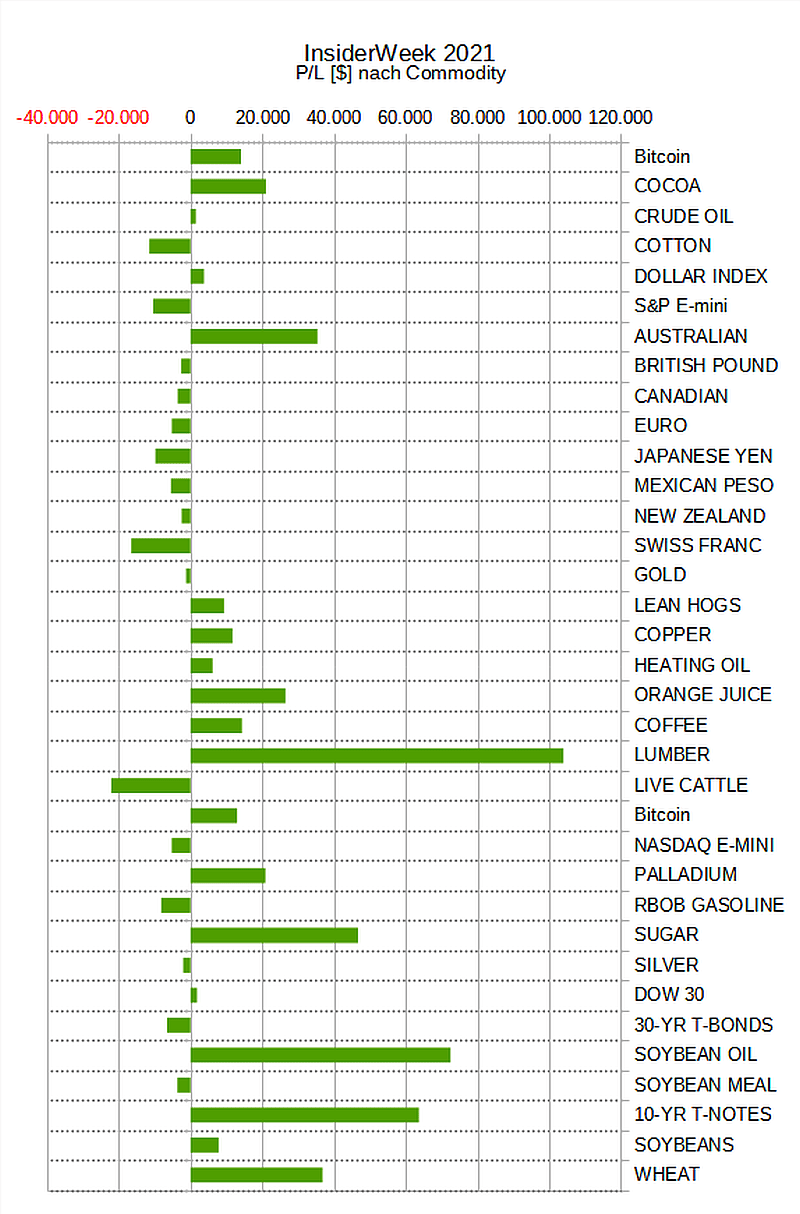 InsiderWeek 2021
P/L [$] nach Commodity
-40.000 -20.000 0 20.000 40.000 60.000 80.000 100.000 120.000
Bitcoin
COCOA
CRUDE OIL
COTTON
DOLLAR INDEX
S&P E-mini
AUSTRALIAN
BRITISH POUND
CANADIAN
EURO
JAPANESE YEN
MEXICAN PESO
NEW ZEALAND
SWISS FRANC
GOLD
LEAN HOGS
COPPER
HEATING OIL
ORANGE JUICE
COFFEE
LUMBER
LIVE CATTLE
Bitcoin
NASDAQ E-MINI
PALLADIUM
RBOB GASOLINE
SUGAR
SILVER
DOW 30
30-YR T-BONDS
SOYBEAN OIL
SOYBEAN MEAL
10-YR T-NOTES
SOYBEANS
WHEAT